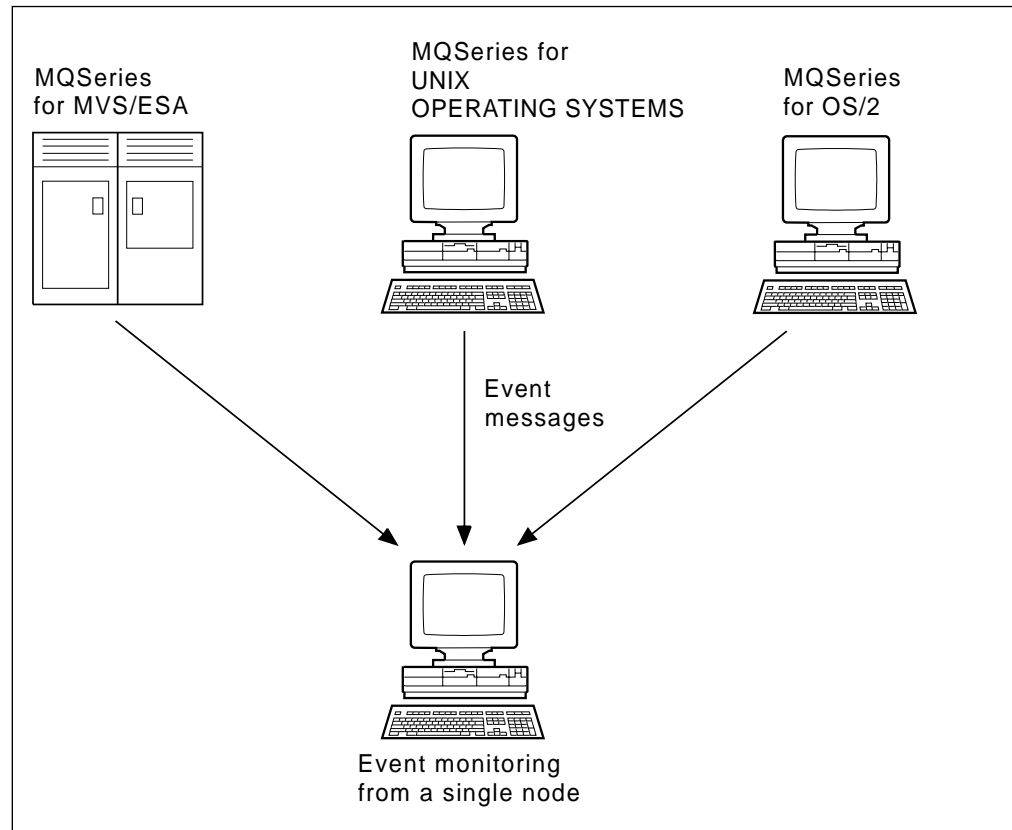 MQSeries
for MVS/ESA
MQSeries for
UNIX
OPERATING SYSTEMS
MQSeries
for OS/2
Event
messages
Event monitoring
from a single node